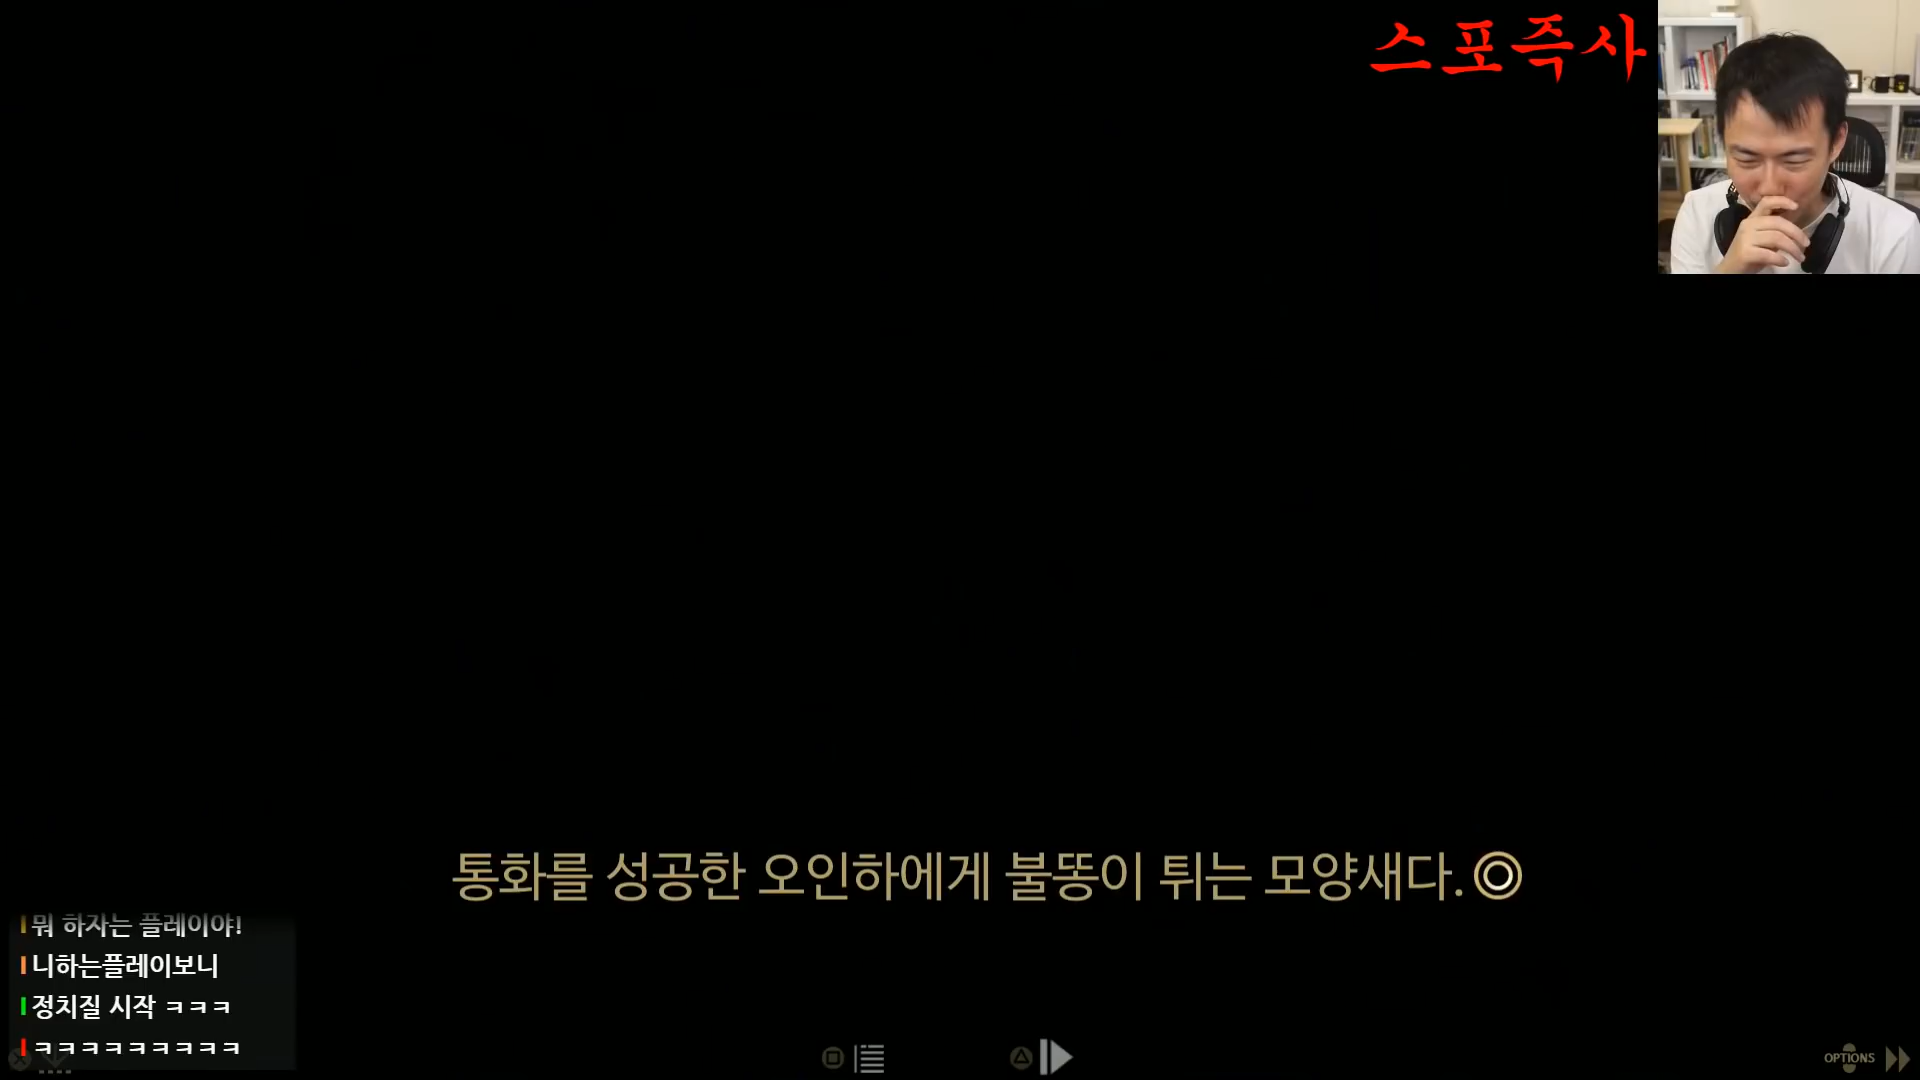 스포즉사
통화를 성공한 오인하에게 불똥이 튀는 모양새다.
뭐 하자는 플레이야!
니하는플레이보니
정치질 시작 ㅋㅋㅋ
ㅋㅋㅋㅋㅋㅋㅋㅋㅋ
OPTIONS